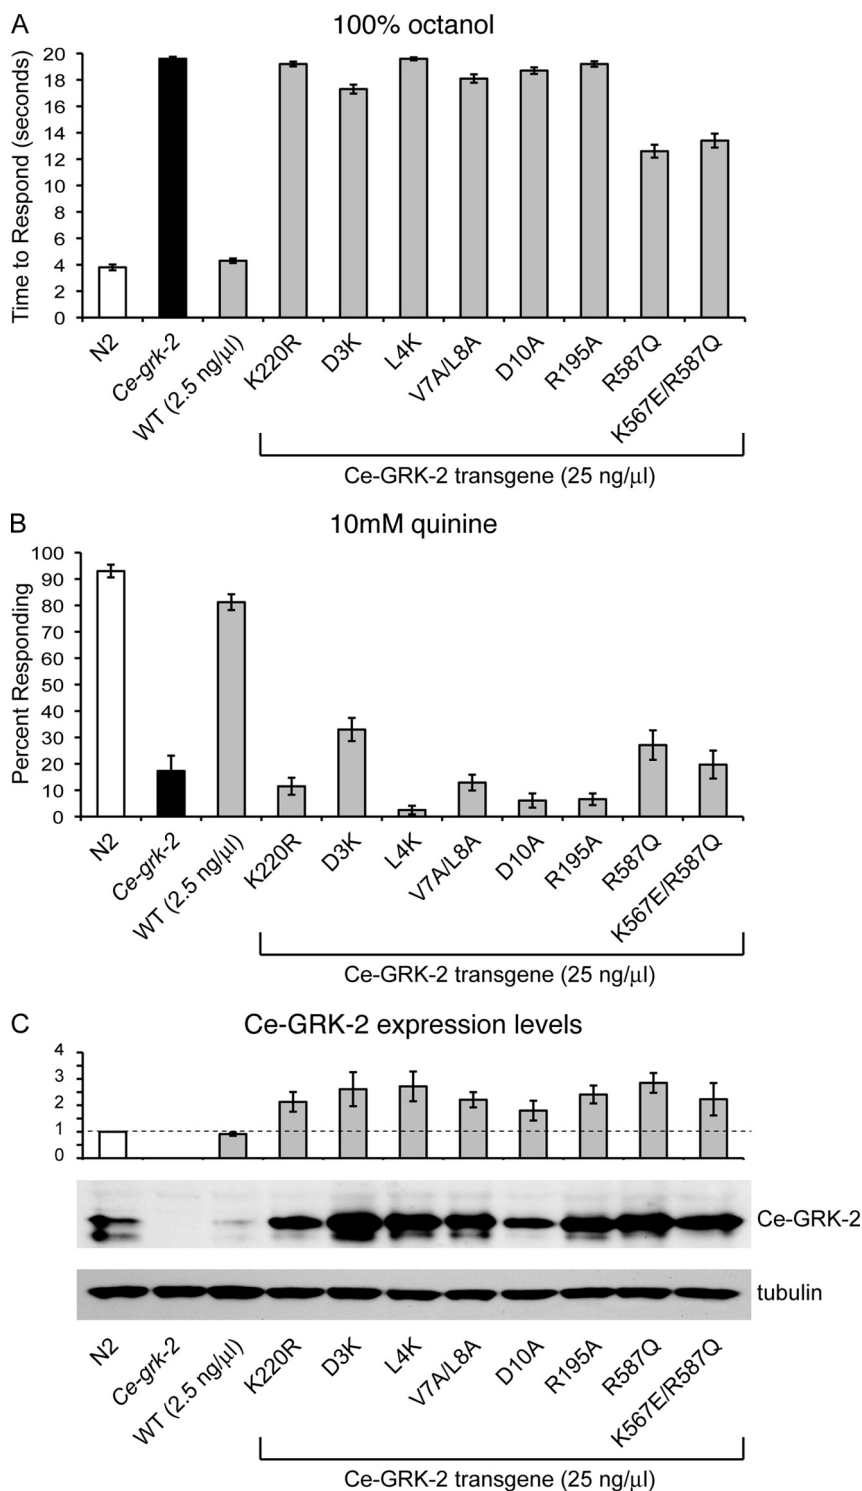 A
100% octanol
Time to Respond (seconds)
20
18
16
14
12
10
8
6
4
2
0
N2
Ce-grk-2
WT (2.5 ng/μl)
K220R
D3K
L4K
V7A/L8A
D10A
R195A
R587Q
K567E/R587Q
Ce-GRK-2 transgene (25 ng/μl)
B
10mM quinine
Percent Responding
100
90
80
70
60
50
40
30
20
10
0
N2
Ce-grk-2
WT (2.5 ng/μl)
K220R
D3K
L4K
V7A/L8A
D10A
R195A
R587Q
K567E/R587Q
Ce-GRK-2 transgene (25 ng/μl)
C
Ce-GRK-2 expression levels
4
3
2
1
0
Ce-GRK-2
tubulin
N2
Ce-grk-2
WT (2.5 ng/μl)
K220R
D3K
L4K
V7A/L8A
D10A
R195A
R587Q
K567E/R587Q
Ce-GRK-2 transgene (25 ng/μl)